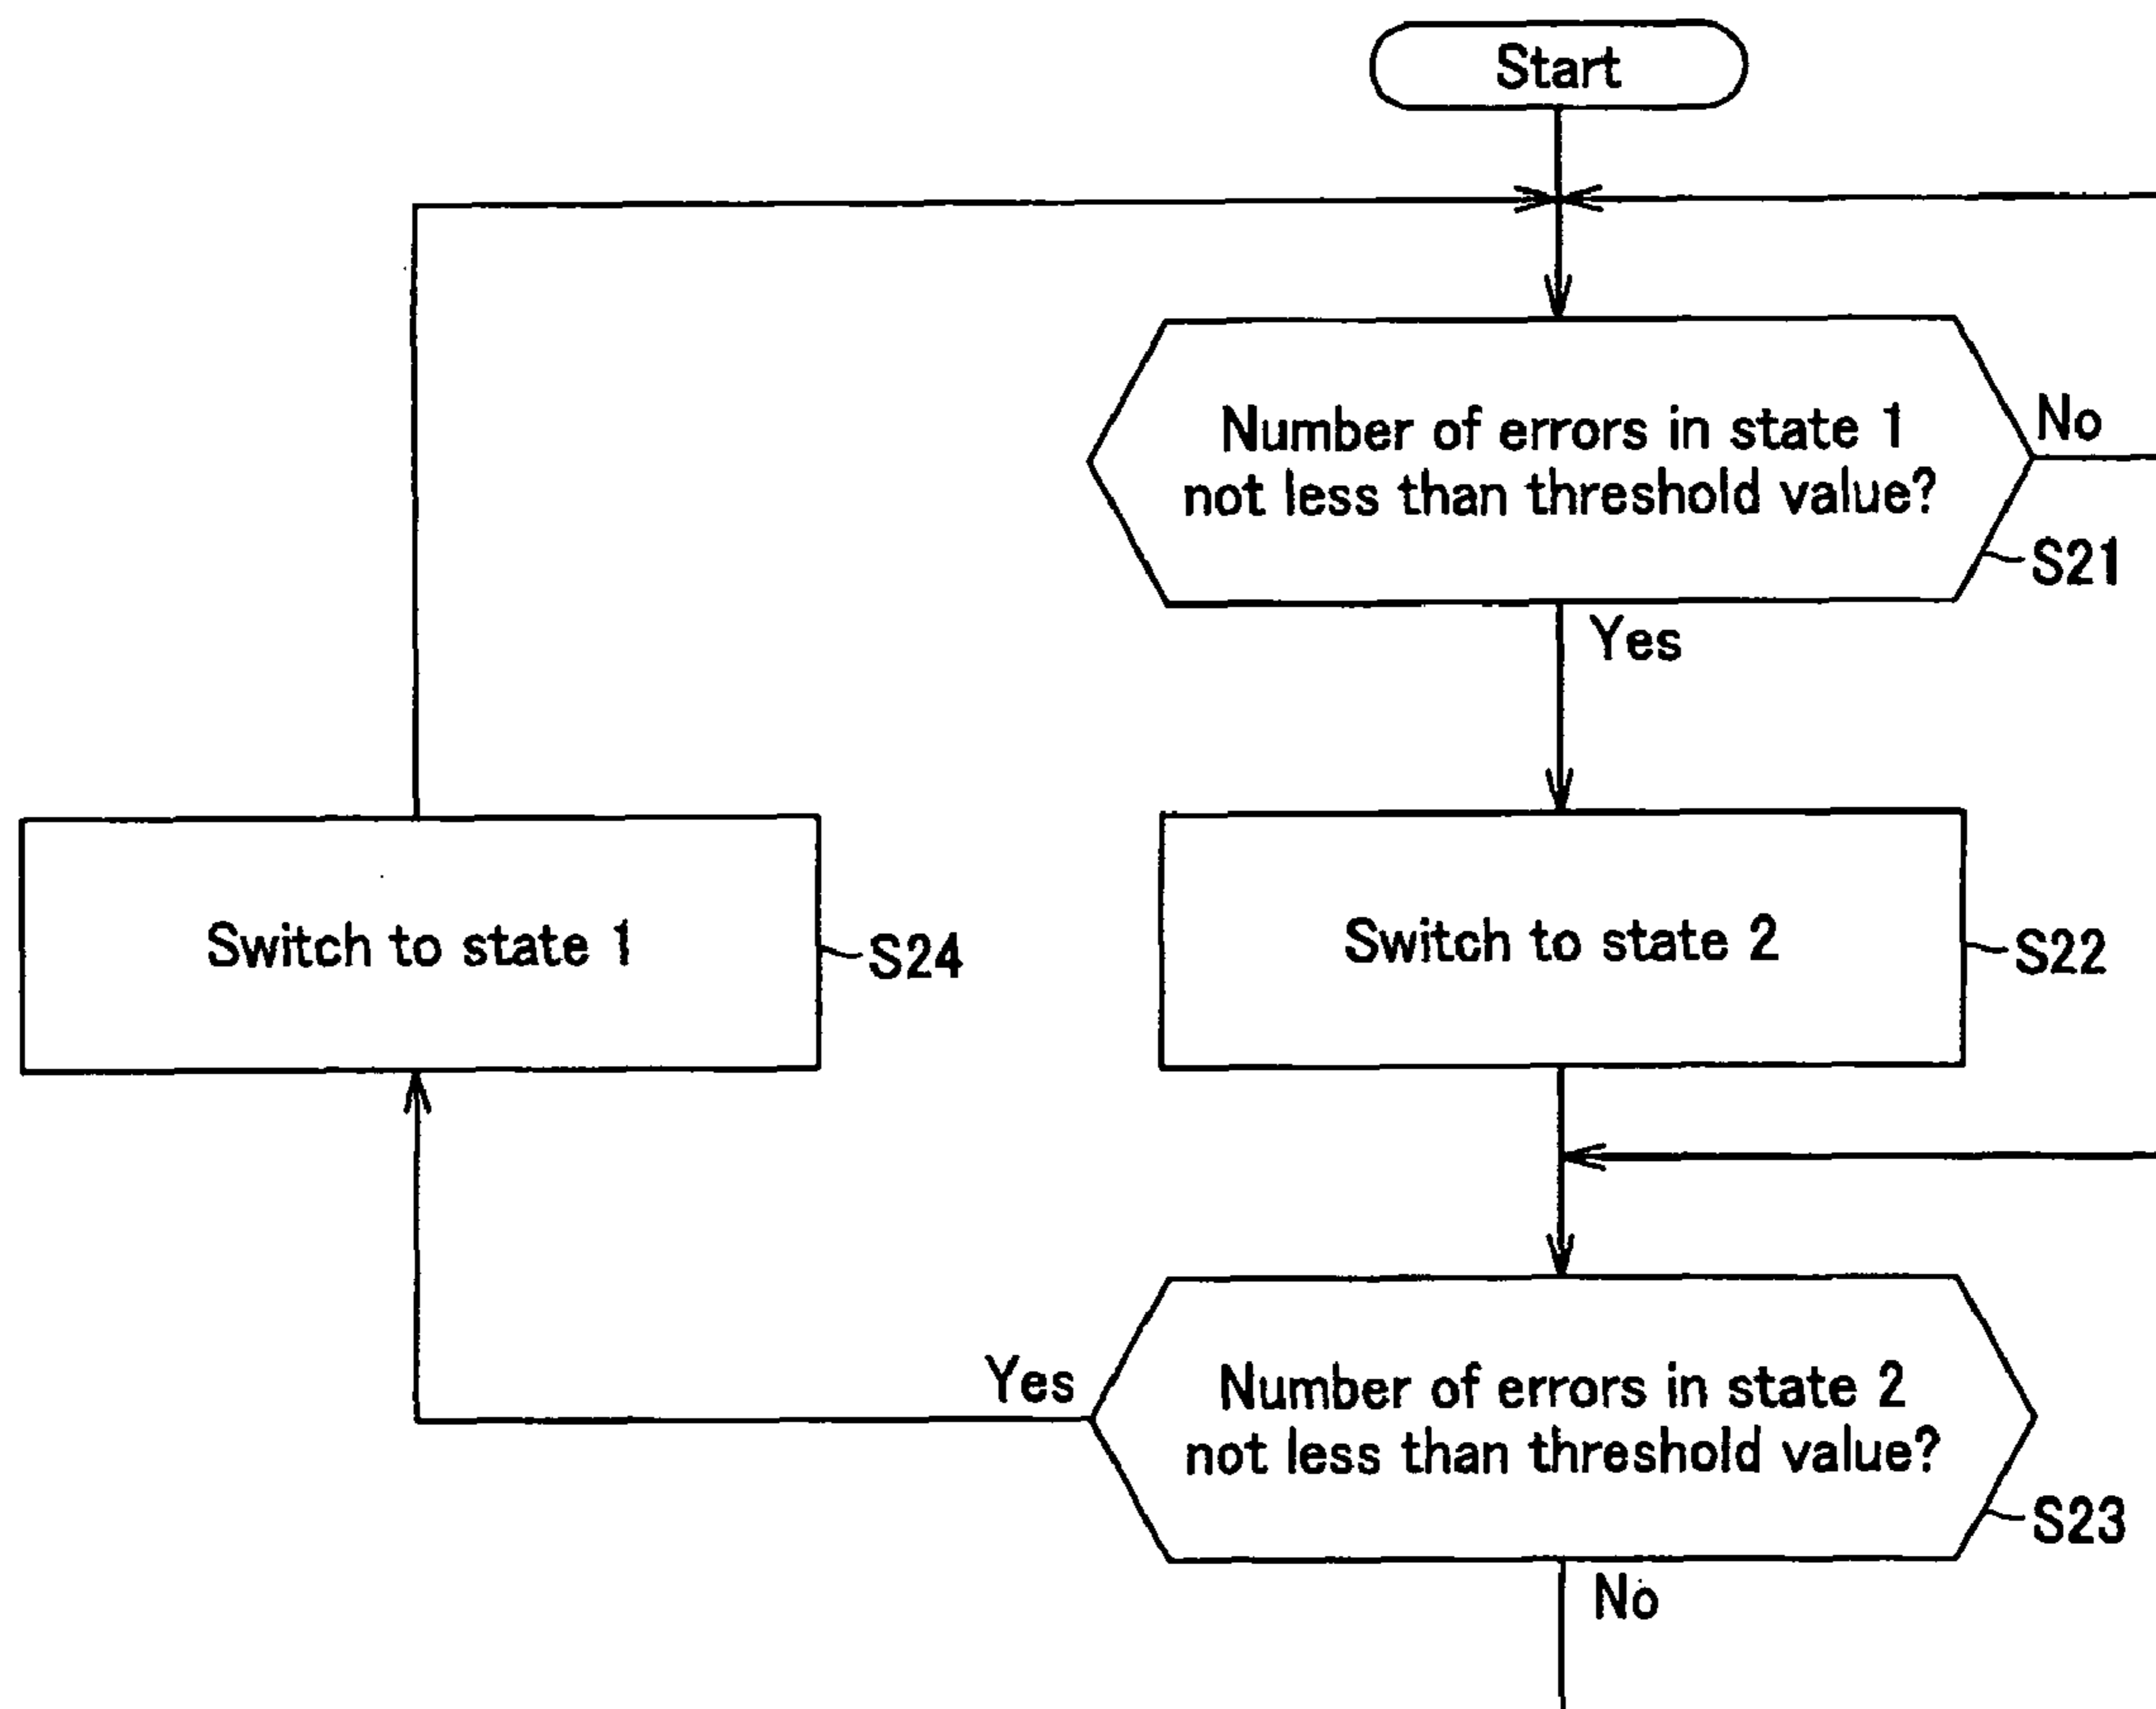 Start
Number of errors in state 1
not less than threshold value?
No
S21
Yes
Switch to state 1
S24
Switch to state 2
S22
Yes
Number of errors in state 2
not less than threshold value?
S23
No